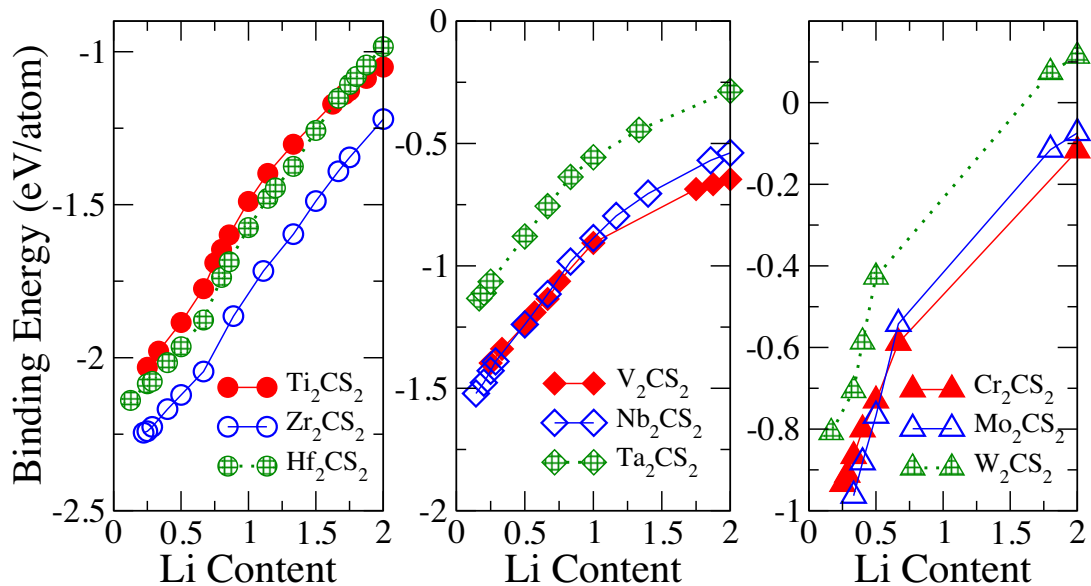 Binding Energy (eV/atom)
-1
-1.5
-2
-2.5
0
0.5
1
1.5
2
Li Content
Ti₂CS₂
Zr₂CS₂
Hf₂CS₂
0
-0.5
-1
-1.5
-2
0
0.5
1
1.5
2
Li Content
V₂CS₂
Nb₂CS₂
Ta₂CS₂
0
-0.2
-0.4
-0.6
-0.8
-1
0
0.5
1
1.5
2
Li Content
Cr₂CS₂
Mo₂CS₂
W₂CS₂